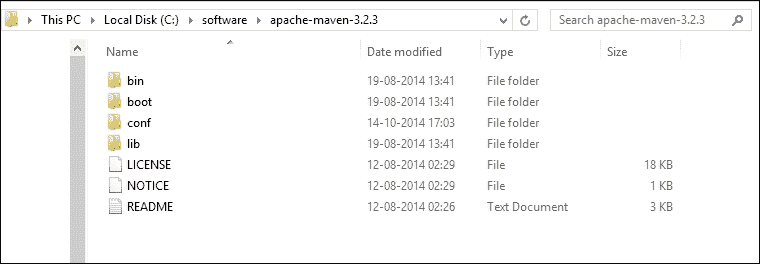 This PC Local Disk (C:) software apache-maven-3.2.3 Search apache-maven-3.2.3
Name Date modified Type Size
bin 19-08-2014 13:41 File folder
boot 19-08-2014 13:41 File folder
conf 14-10-2014 17:03 File folder
lib 19-08-2014 13:41 File folder
LICENSE 12-08-2014 02:29 File 18 KB
NOTICE 12-08-2014 02:29 File 1 KB
README 12-08-2014 02:26 Text Document 3 KB